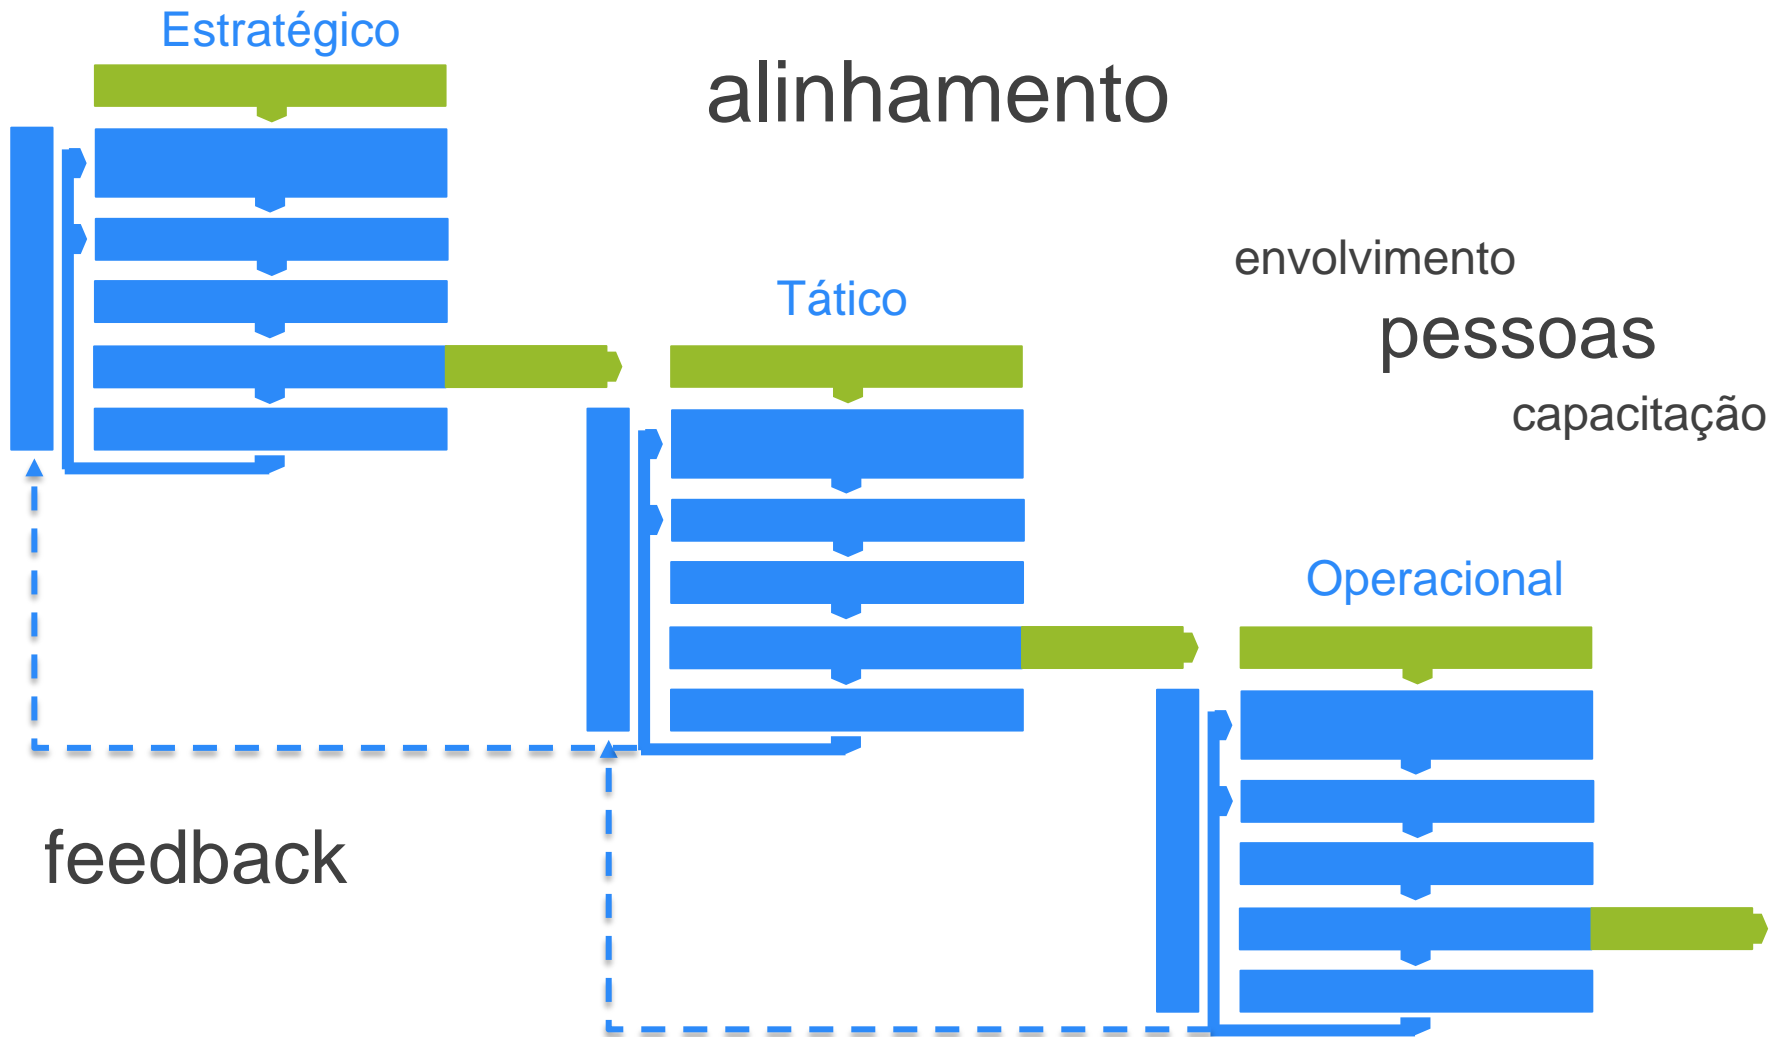 Estratégico
alinhamento
envolvimento
Tático
pessoas
capacitação
Operacional
feedback